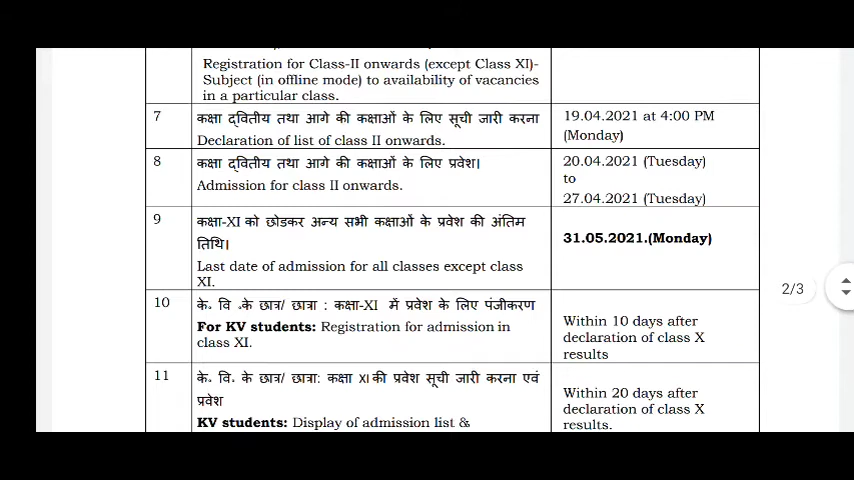 Registration for Class-II onwards (except Class XI)-
Subject (in offline mode) to availability of vacancies
in a particular class.
7
कक्षा द्वितीय तथा आगे की कक्षाओं के लिए सूची जारी करना
Declaration of list of class II onwards.
19.04.2021 at 4:00 PM
(Monday)
8
कक्षा द्वितीय तथा आगे की कक्षाओं के लिए प्रवेश।
Admission for class II onwards.
20.04.2021 (Tuesday)
to
27.04.2021 (Tuesday)
9
कक्षा-XI को छोडकर अन्य सभी कक्षाओं के प्रवेश की अंतिम
तिथि।
Last date of admission for all classes except class
XI.
31.05.2021.(Monday)
10
के. वि .के छात्र/ छात्रा : कक्षा-XI में प्रवेश के लिए पंजीकरण
For KV students: Registration for admission in
class XI.
Within 10 days after
declaration of class X
results
2/3
11
के. वि. के छात्र/ छात्रा: कक्षा XI की प्रवेश सूची जारी करना एवं
प्रवेश
KV students: Display of admission list &
Within 20 days after
declaration of class X
results.